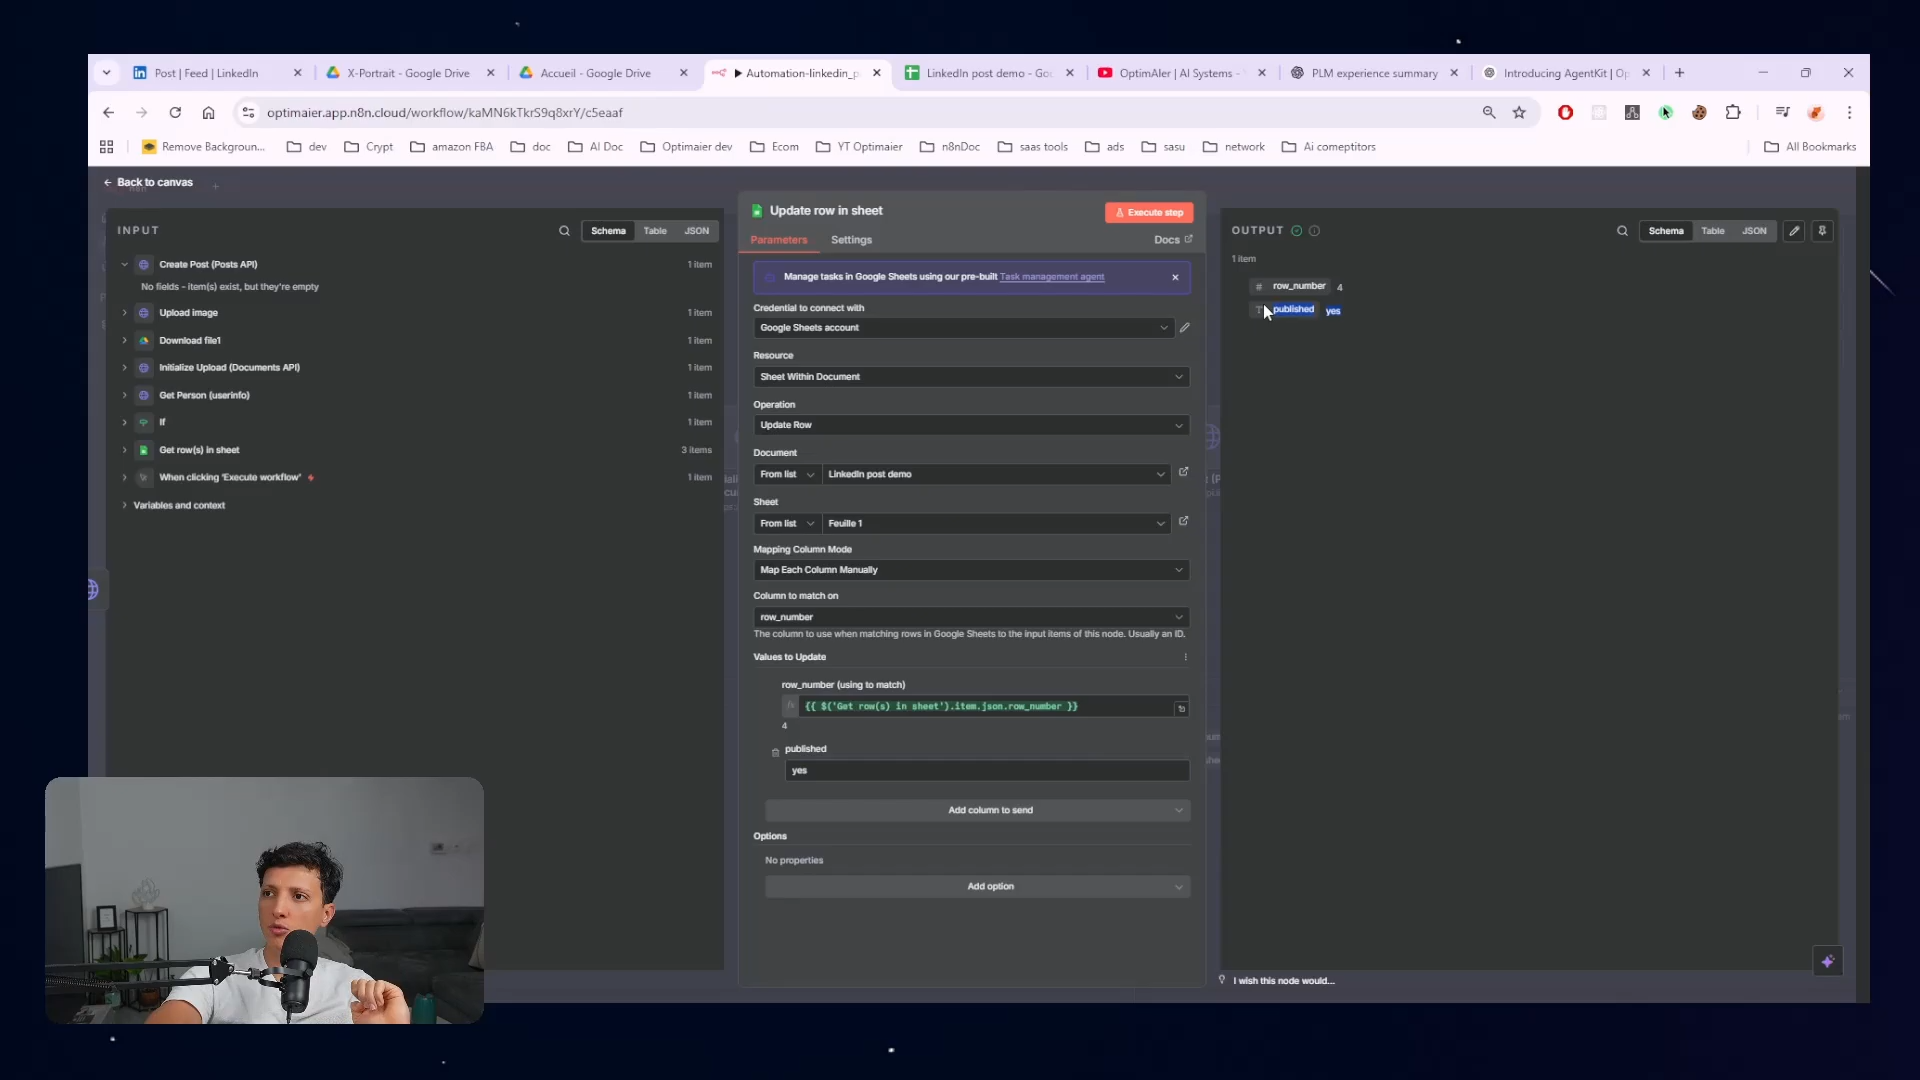 Post | Feed | LinkedIn
X-Portrait - Google Drive
Accueil - Google Drive
Automation-linkedin_p
LinkedIn post demo - Goo
OptimAIer | AI Systems -
PLM experience summary
Introducing AgentKit | Op
optimaier.app.n8n.cloud/workflow/kaMN6kTkrS9q8xrY/c5eaaf
Remove Backgroun...
dev
Crypt
amazon FBA
doc
AI Doc
Optimaier dev
Ecom
YT Optimaier
n8nDoc
saas tools
ads
sasu
network
Ai comeptitors
All Bookmarks
Back to canvas
INPUT
Schema
Table
JSON
Create Post (Posts API)
1 item
No fields - item(s) exist, but they're empty
Upload image
1 item
Download file1
1 item
Initialize Upload (Documents API)
1 item
Get Person (userinfo)
1 item
If
1 item
Get row(s) in sheet
3 items
When clicking 'Execute workflow'
1 item
Variables and context
Update row in sheet
Execute step
Parameters
Settings
Docs
Manage tasks in Google Sheets using our pre-built Task management agent
Credential to connect with
Google Sheets account
Resource
Sheet Within Document
Operation
Update Row
Document
From list
LinkedIn post demo
Sheet
From list
Feuille 1
Mapping Column Mode
Map Each Column Manually
Column to match on
row_number
The column to use when matching rows in Google Sheets to the input items of this node. Usually an ID.
Values to Update
row_number (using to match)
fx
{{ $('Get row(s) in sheet').item.json.row_number }}
4
published
yes
Add column to send
Options
No properties
Add option
OUTPUT
Schema
Table
JSON
1 item
# row_number 4
T published yes
I wish this node would...